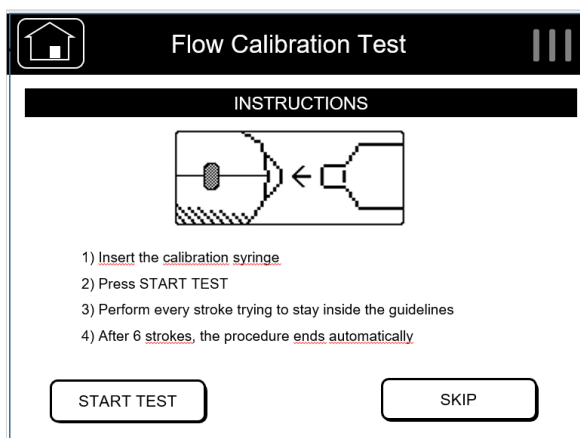 Flow Calibration Test
INSTRUCTIONS
1) Insert the calibration syringe
2) Press START TEST
3) Perform every stroke trying to stay inside the guidelines
4) After 6 strokes, the procedure ends automatically
START TEST
SKIP